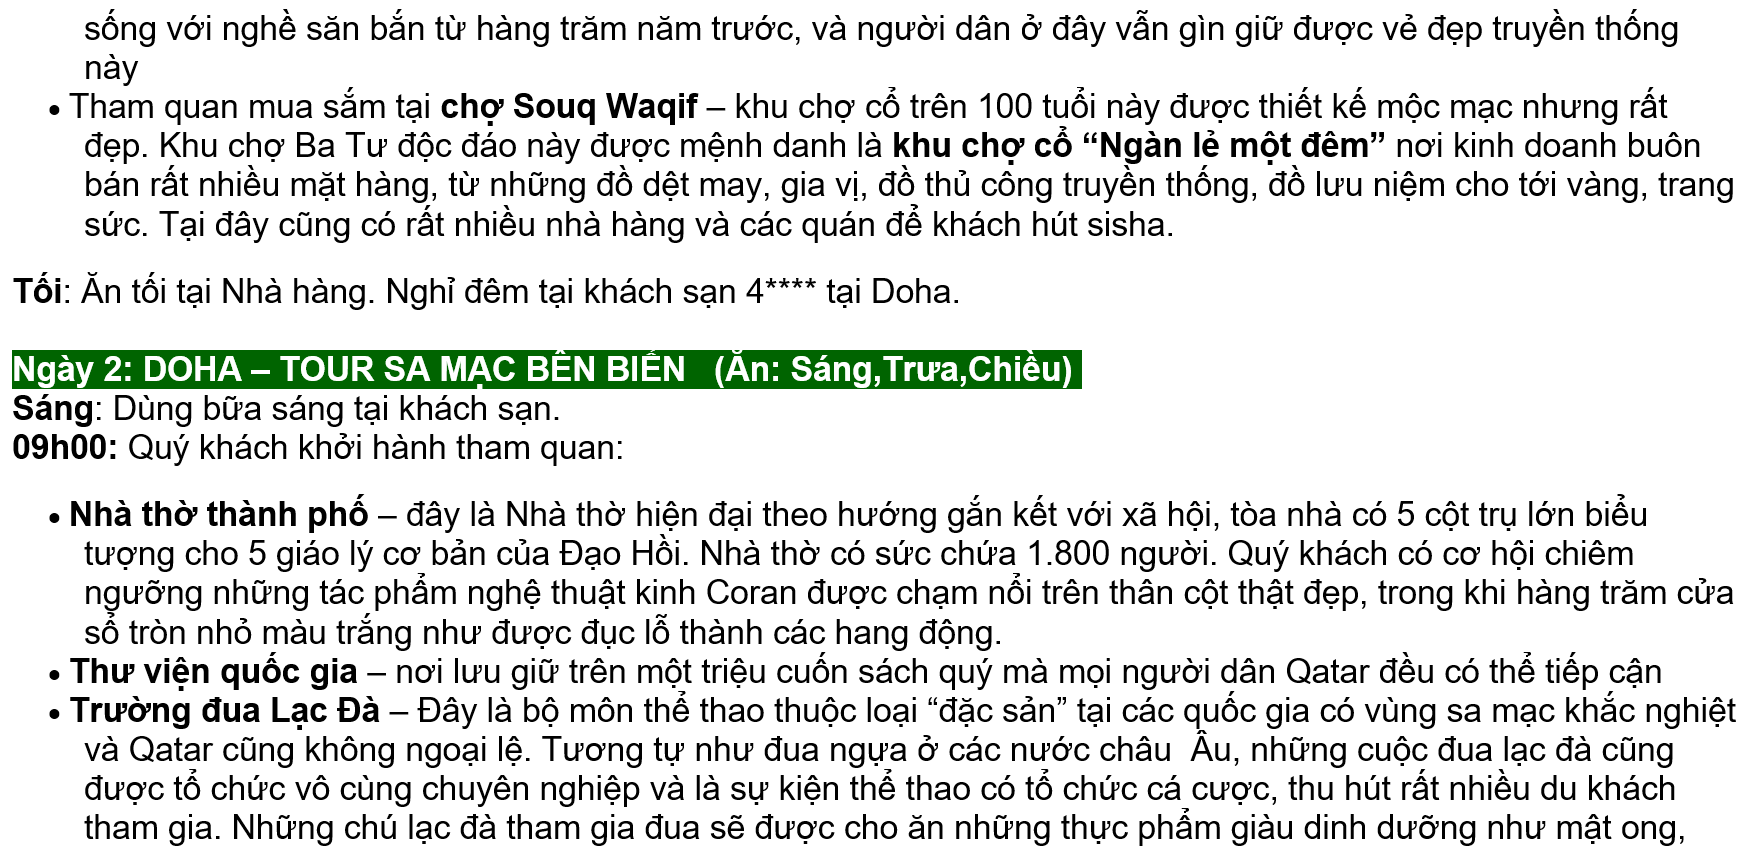 sống với nghề săn bắn từ hàng trăm năm trước, và người dân ở đây vẫn gìn giữ được vẻ đẹp truyền thống
này
• Tham quan mua sắm tại chợ Souq Waqif – khu chợ cổ trên 100 tuổi này được thiết kế mộc mạc nhưng rất
đẹp. Khu chợ Ba Tư độc đáo này được mệnh danh là khu chợ cổ “Ngàn lẻ một đêm” nơi kinh doanh buôn
bán rất nhiều mặt hàng, từ những đồ dệt may, gia vị, đồ thủ công truyền thống, đồ lưu niệm cho tới vàng, trang
sức. Tại đây cũng có rất nhiều nhà hàng và các quán để khách hút sisha.
Tối: Ăn tối tại Nhà hàng. Nghỉ đêm tại khách sạn 4**** tại Doha.
Ngày 2: DOHA – TOUR SA MẠC BÊN BIỂN (Ăn: Sáng,Trưa,Chiều)
Sáng: Dùng bữa sáng tại khách sạn.
09h00: Quý khách khởi hành tham quan:
• Nhà thờ thành phố – đây là Nhà thờ hiện đại theo hướng gắn kết với xã hội, tòa nhà có 5 cột trụ lớn biểu
tượng cho 5 giáo lý cơ bản của Đạo Hồi. Nhà thờ có sức chứa 1.800 người. Quý khách có cơ hội chiêm
ngưỡng những tác phẩm nghệ thuật kinh Coran được chạm nổi trên thân cột thật đẹp, trong khi hàng trăm cửa
sổ tròn nhỏ màu trắng như được đục lỗ thành các hang động.
• Thư viện quốc gia – nơi lưu giữ trên một triệu cuốn sách quý mà mọi người dân Qatar đều có thể tiếp cận
• Trường đua Lạc Đà – Đây là bộ môn thể thao thuộc loại “đặc sản” tại các quốc gia có vùng sa mạc khắc nghiệt
và Qatar cũng không ngoại lệ. Tương tự như đua ngựa ở các nước châu Âu, những cuộc đua lạc đà cũng
được tổ chức vô cùng chuyên nghiệp và là sự kiện thể thao có tổ chức cá cược, thu hút rất nhiều du khách
tham gia. Những chú lạc đà tham gia đua sẽ được cho ăn những thực phẩm giàu dinh dưỡng như mật ong,